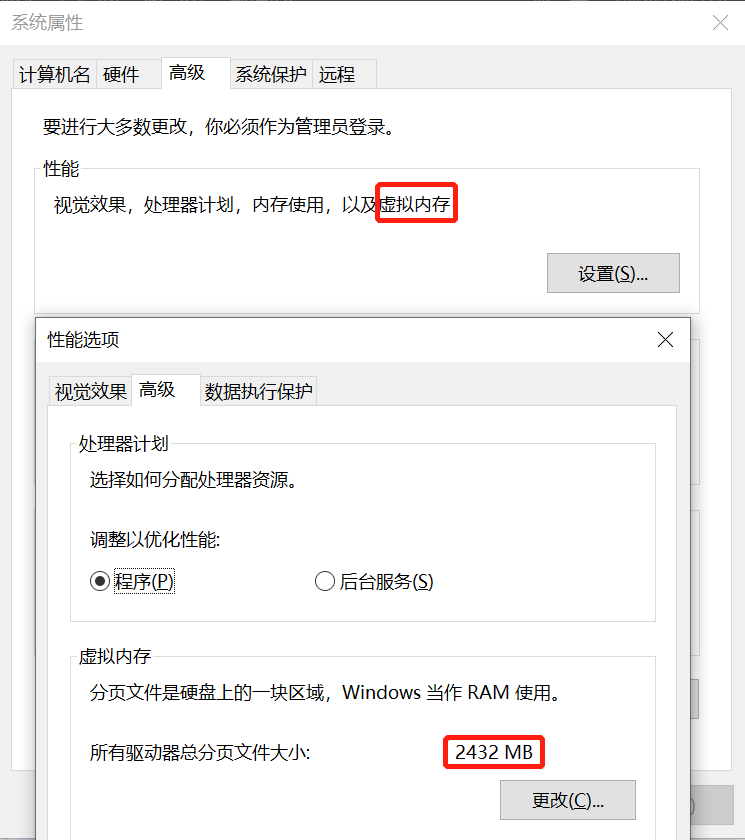 系统属性
计算机名 硬件 高级 系统保护 远程
要进行大多数更改，你必须作为管理员登录。
性能
视觉效果，处理器计划，内存使用，以及虚拟内存
设置(S)...
性能选项
视觉效果 高级 数据执行保护
处理器计划
选择如何分配处理器资源。
调整以优化性能:
程序(P) 后台服务(S)
虚拟内存
分页文件是硬盘上的一块区域，Windows 当作 RAM 使用。
所有驱动器总分页文件大小: 2432 MB
更改(C)...